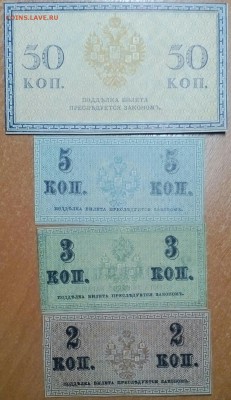 COINS.LAVE.RU
50 50
КОП. КОП.
ПОДДѢЛКА БИЛЕТА
ПРЕСЛѢДУЕТСЯ ЗАКОНОМЪ.
5 5
КОП. КОП.
ПОДДѢЛКА БИЛЕТА ПРЕСЛѢДУЕТСЯ ЗАКОНОМЪ.
3 3
КОП. КОП.
ПОДДѢЛКА БИЛЕТА ПРЕСЛѢДУЕТСЯ ЗАКОНОМЪ.
2 2
КОП. КОП.
ПОДДѢЛКА БИЛЕТА ПРЕСЛѢДУЕТСЯ ЗАКОНОМЪ.